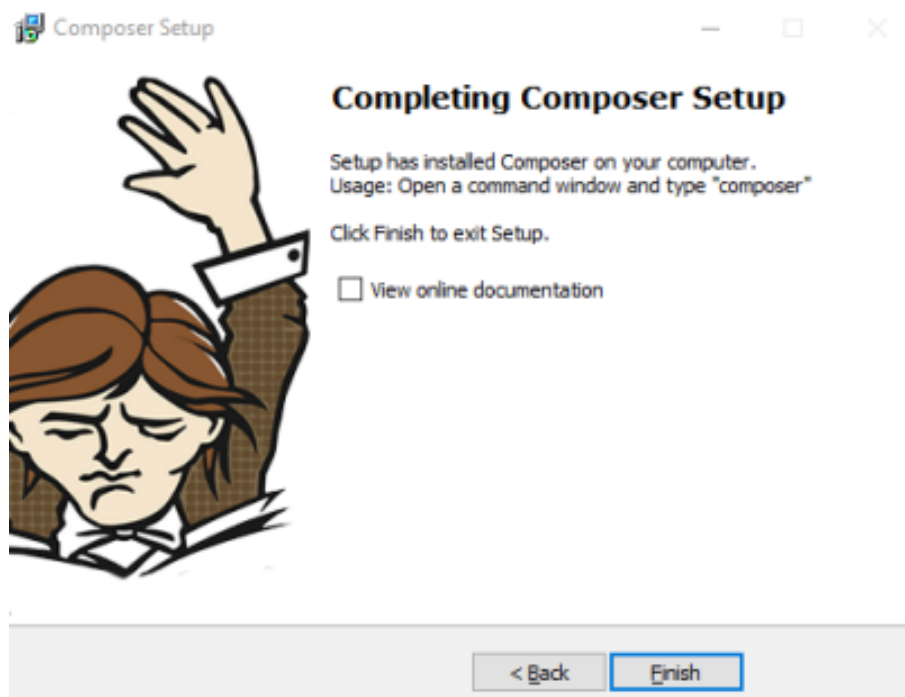 Composer Setup
Completing Composer Setup
Setup has installed Composer on your computer.
Usage: Open a command window and type "composer"
Click Finish to exit Setup.
View online documentation
< Back
Finish